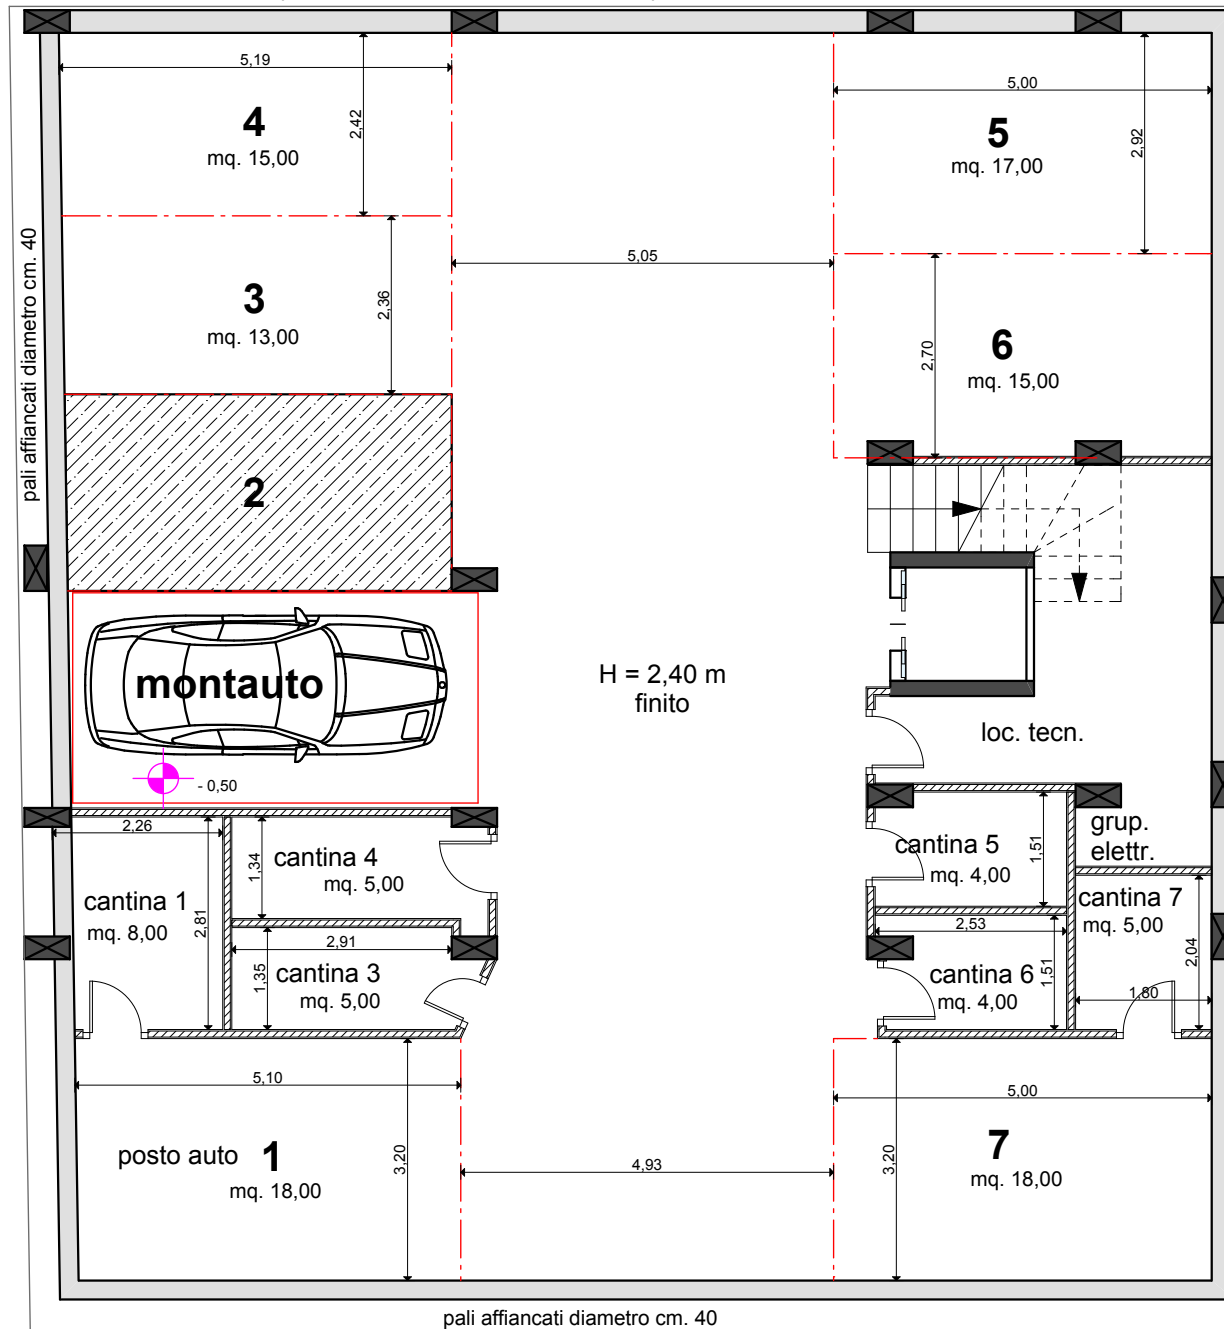 5,19
5,00
4
mq. 15,00
2,42
5
mq. 17,00
2,92
pali affiancati diametro cm. 40
5,05
3
mq. 13,00
2,36
6
mq. 15,00
2,70
2
montauto
- 0,50
H = 2,40 m
finito
loc. tecn.
2,26
cantina 4
mq. 5,00
1,34
cantina 5
mq. 4,00
1,51
grup.
elettr.
cantina 1
mq. 8,00
2,81
2,91
cantina 3
mq. 5,00
1,35
2,53
cantina 6
mq. 4,00
1,51
cantina 7
mq. 5,00
2,04
1,80
5,10
5,00
posto auto 1
mq. 18,00
3,20
4,93
3,20
7
mq. 18,00
pali affiancati diametro cm. 40